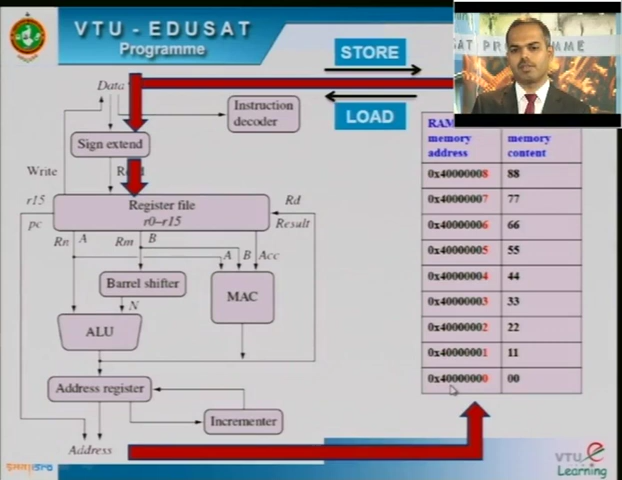 VTU - EDUSAT
Programme
STORE
LOAD
Data
Instruction
decoder
Sign extend
Write
r15
pc
Register file
r0–r15
Rd
Result
Rn
A
Rm
B
A
B
Acc
Barrel shifter
N
MAC
ALU
Address register
Incrementer
Address
RAM
memory
address
memory
content
0x40000008 88
0x40000007 77
0x40000006 66
0x40000005 55
0x40000004 44
0x40000003 33
0x40000002 22
0x40000001 11
0x40000000 00
VTU e
Learning